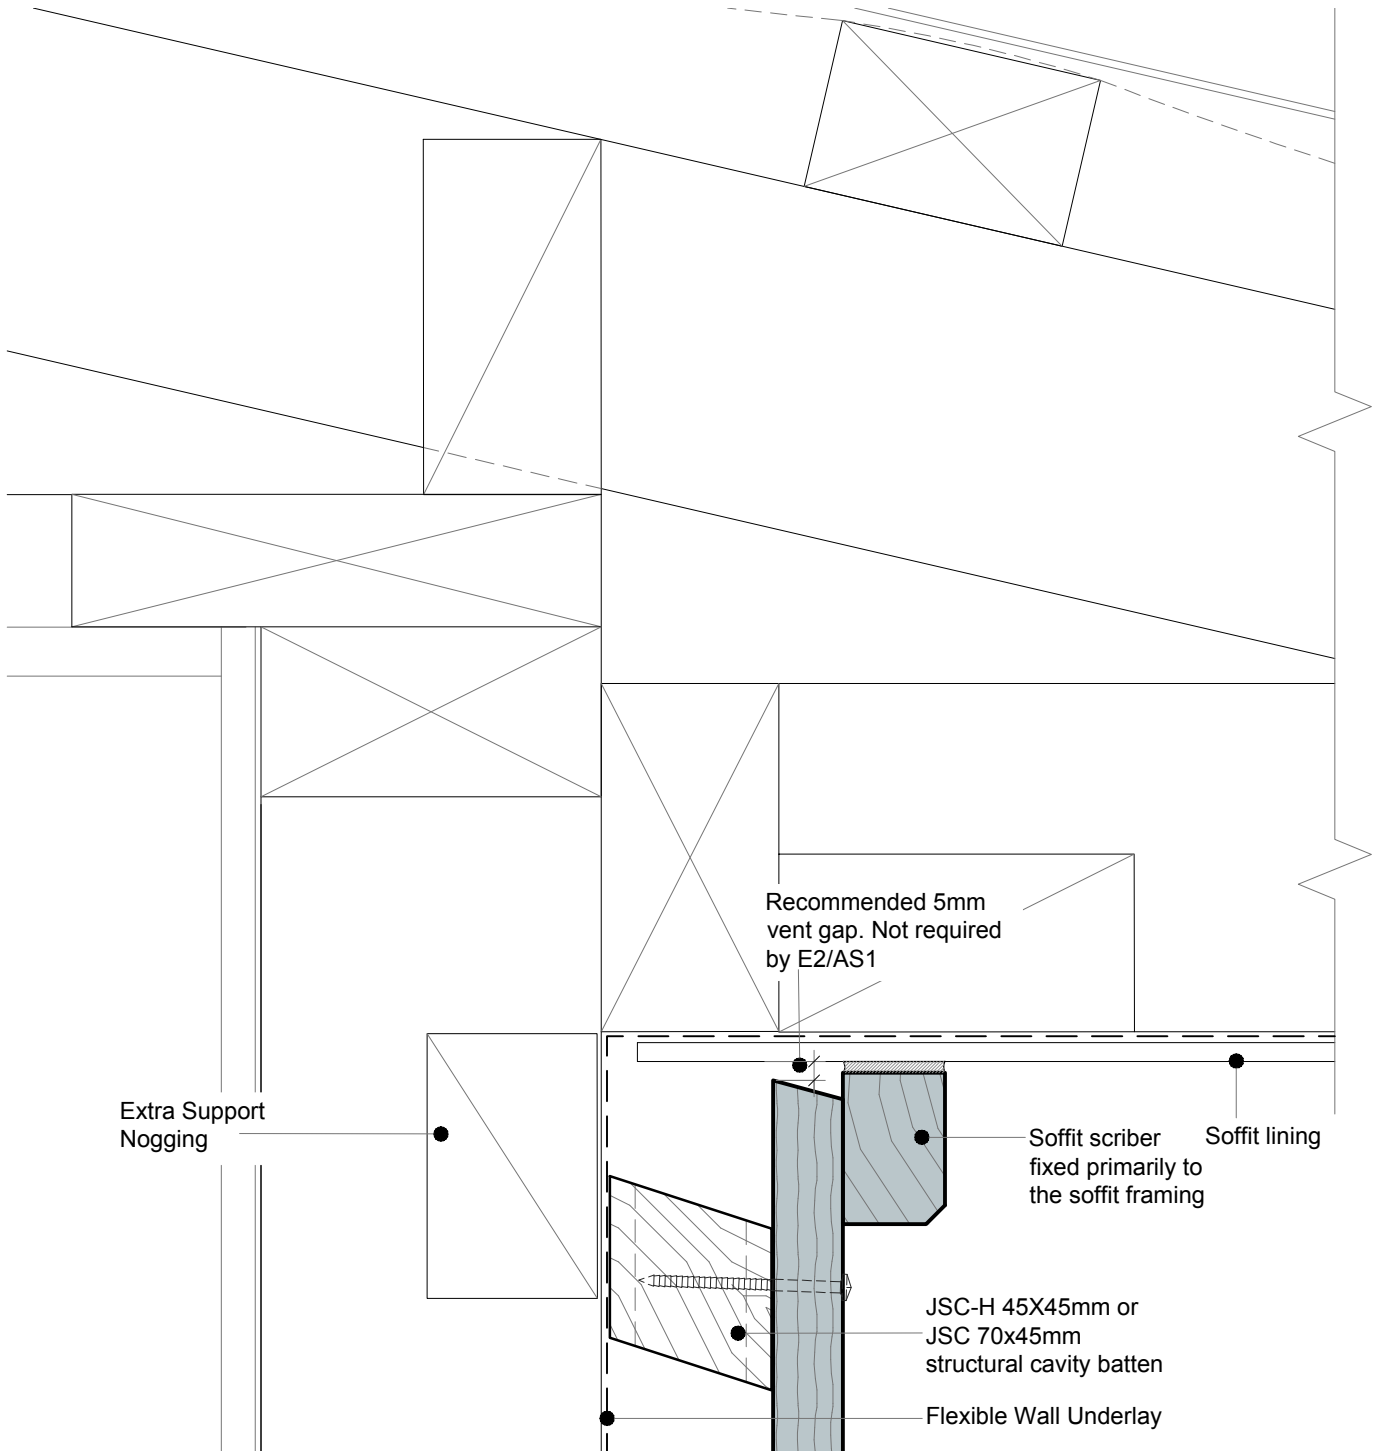 Recommended 5mm
vent gap. Not required
by E2/AS1
Extra Support
Nogging
Soffit scriber
fixed primarily to
the soffit framing
Soffit lining
JSC-H 45X45mm or
JSC 70x45mm
structural cavity batten
Flexible Wall Underlay